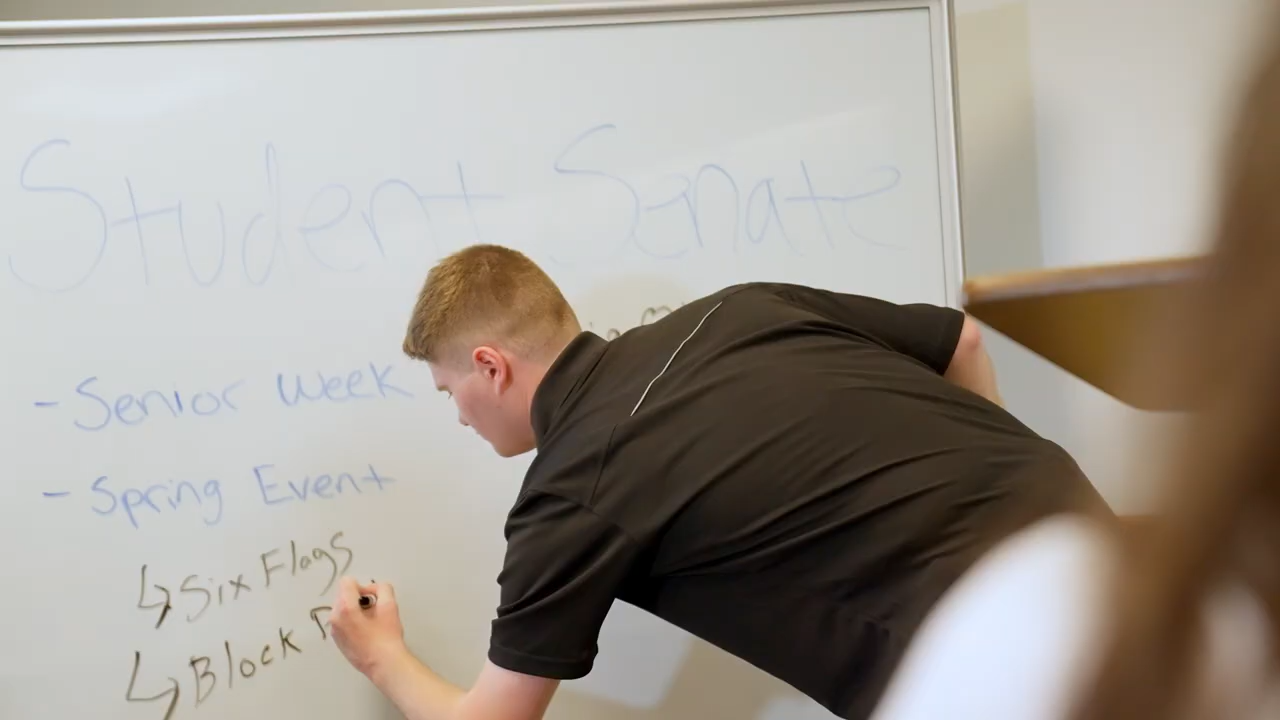 Student Senate
- Senior Week
- Spring Event
↳ Six Flags
↳ Block